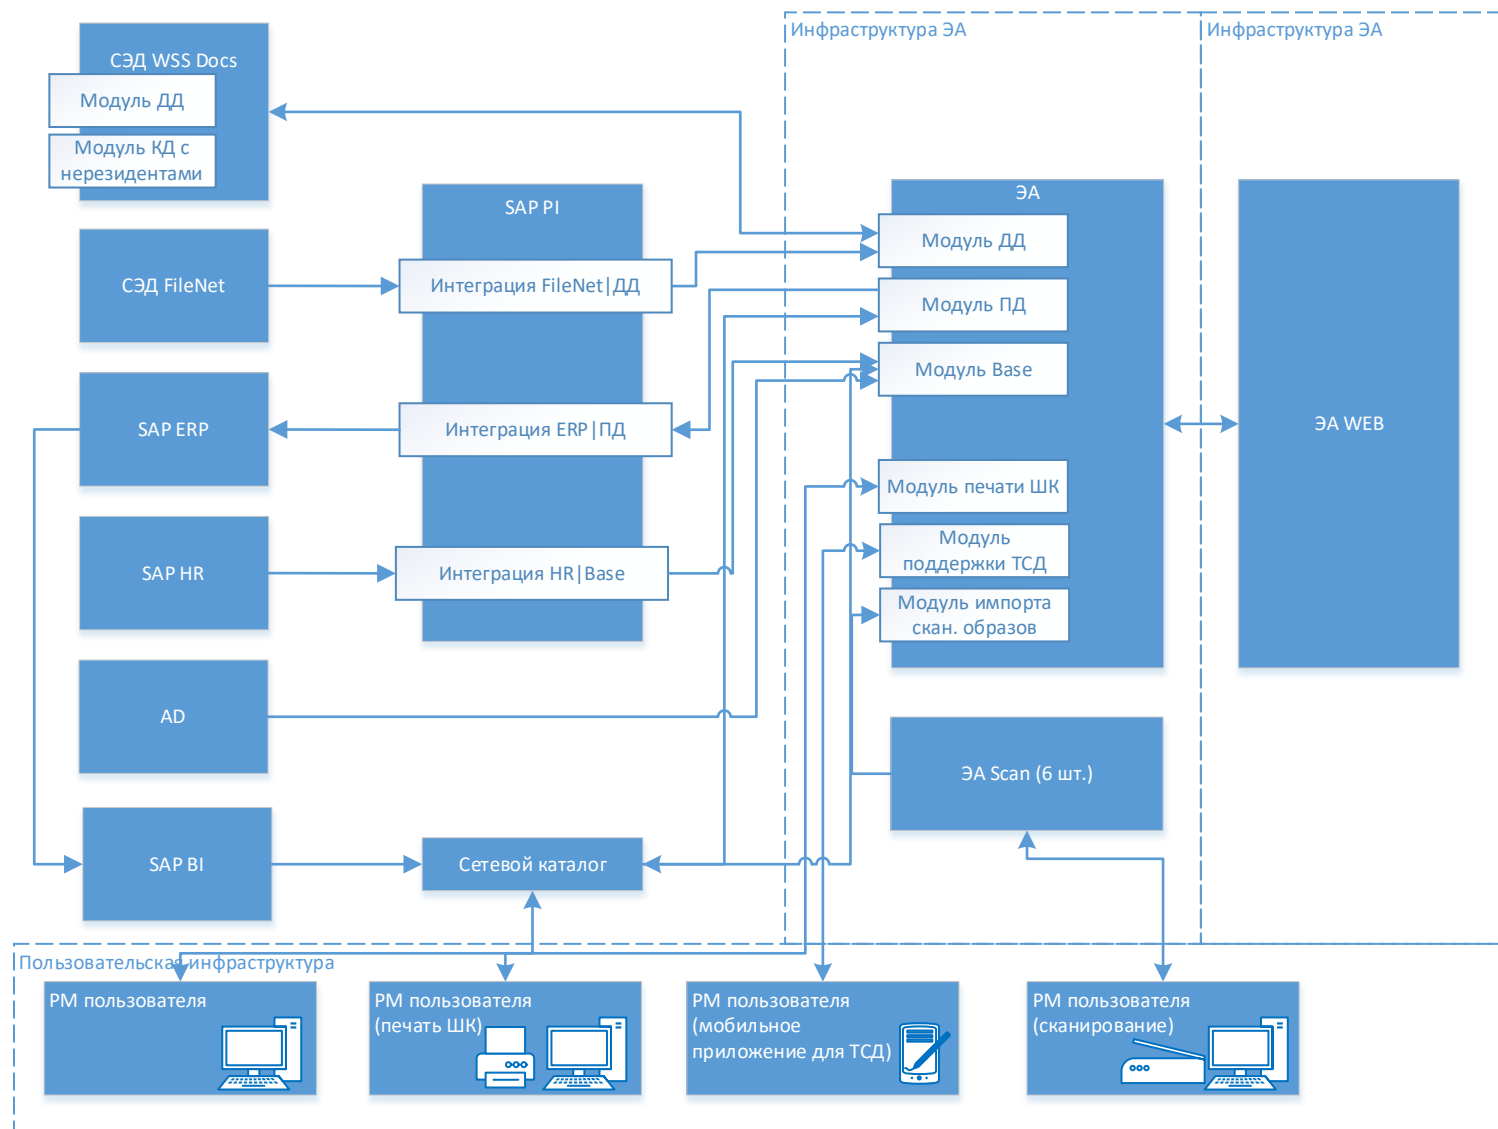 Инфраструктура ЭА
Инфраструктура ЭА
СЭД WSS Docs
Модуль ДД
Модуль КД с
нерезидентами
SAP PI
ЭА
Модуль ДД
СЭД FileNet
Интеграция FileNet|ДД
Модуль ПД
Модуль Base
SAP ERP
Интеграция ERP|ПД
ЭА WEB
Модуль печати ШК
Модуль
поддержки ТСД
SAP HR
Интеграция HR|Base
Модуль импорта
скан. образов
AD
ЭА Scan (6 шт.)
SAP BI
Сетевой каталог
Пользовательская инфраструктура
РМ пользователя
РМ пользователя
(печать ШК)
РМ пользователя
(мобильное
приложение для ТСД)
РМ пользователя
(сканирование)